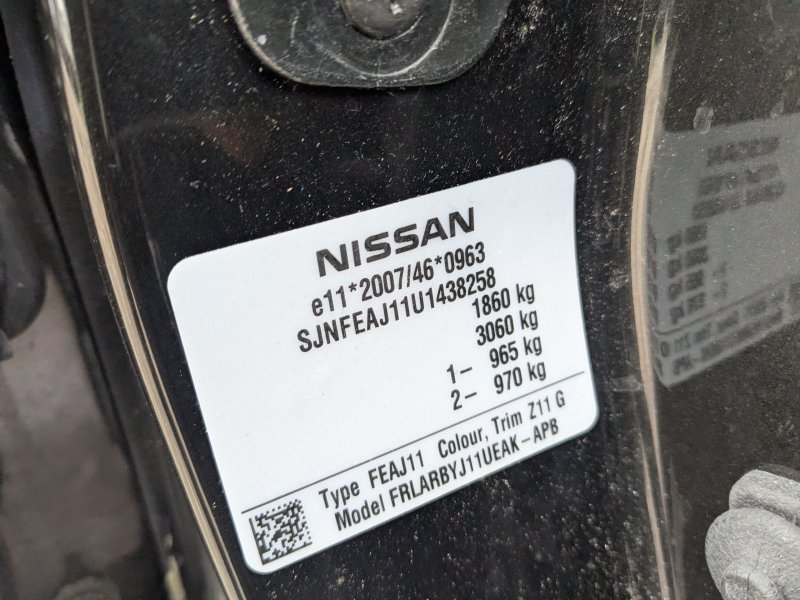 NISSAN
e11*2007/46*0963
SJNFEAJ11U1438258
1860 kg
3060 kg
1– 965 kg
2– 970 kg
Type FEAJ11 Colour, Trim Z11 G
Model FRLARBYJ11UEAK–APB